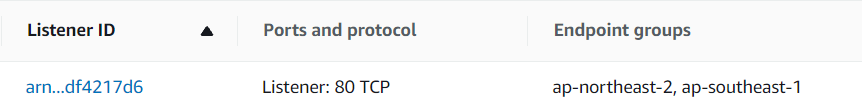 Listener ID ▲ Ports and protocol Endpoint groups
arn...df4217d6 Listener: 80 TCP ap-northeast-2, ap-southeast-1